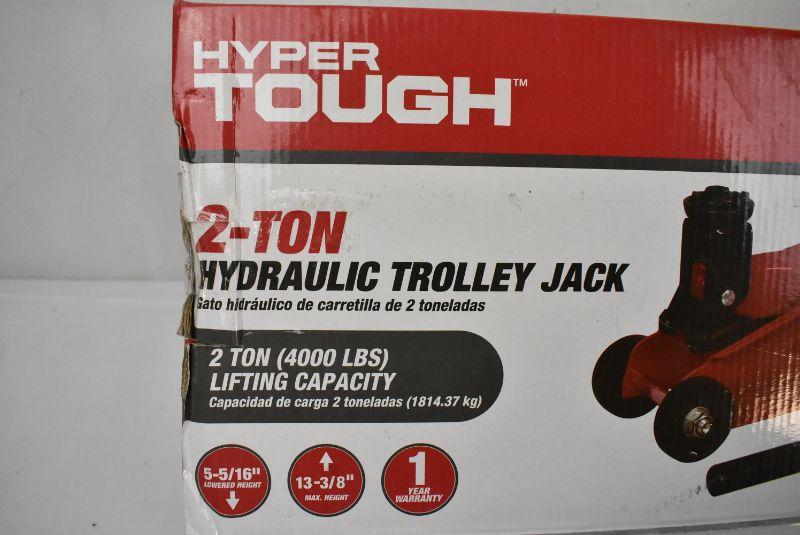 HYPER
TOUGH™
2-TON
HYDRAULIC TROLLEY JACK
Gato hidráulico de carretilla de 2 toneladas
2 TON (4000 LBS)
LIFTING CAPACITY
Capacidad de carga 2 toneladas (1814.37 kg)
5-5/16"
LOWERED HEIGHT
13-3/8"
MAX. HEIGHT
1
YEAR
WARRANTY